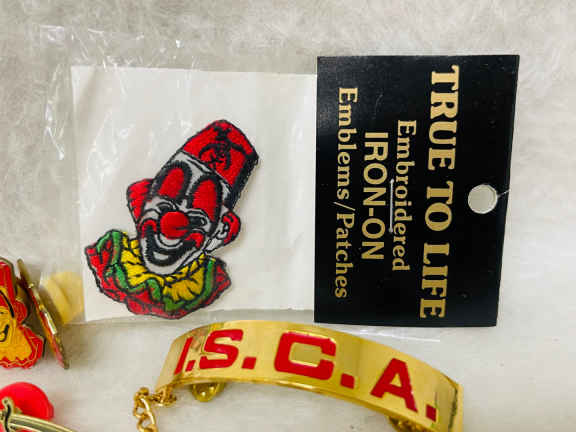 TRUE TO LIFE
Embroidered
IRON-ON
Emblems/Patches
I.S.C.A.